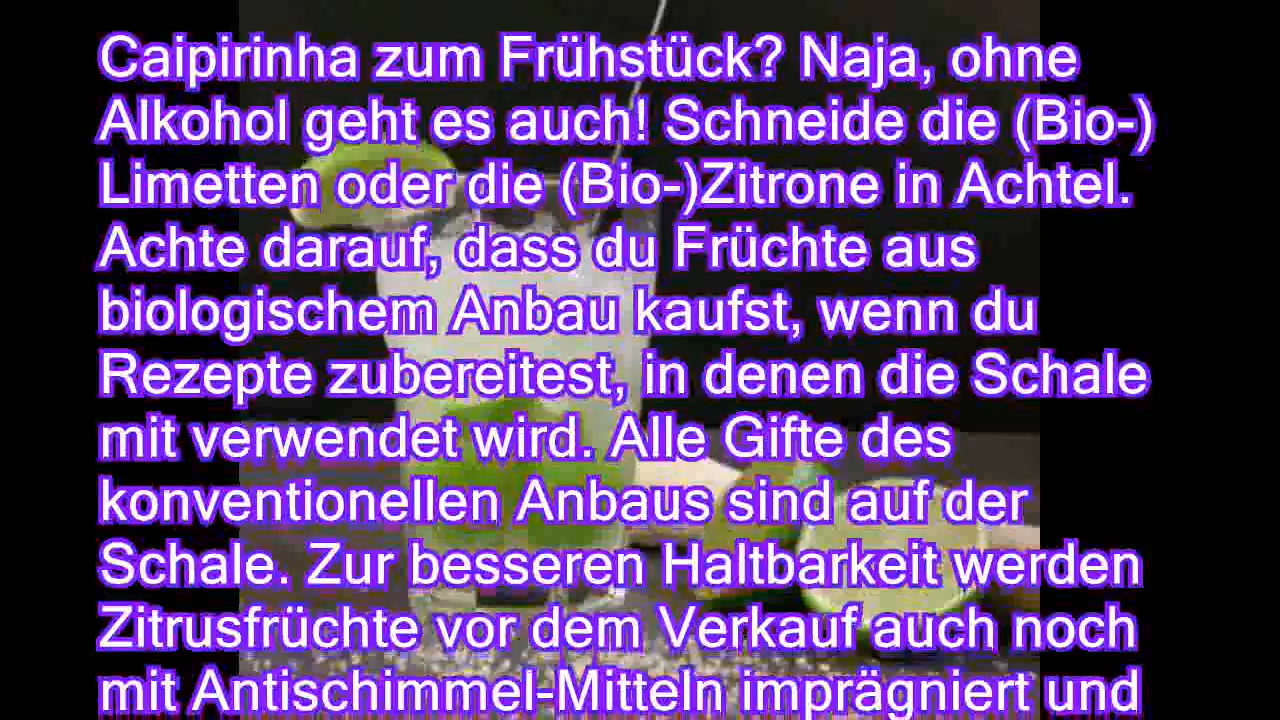 Caipirinha zum Frühstück? Naja, ohne
Alkohol geht es auch! Schneide die (Bio-)
Limetten oder die (Bio-)Zitrone in Achtel.
Achte darauf, dass du Früchte aus
biologischem Anbau kaufst, wenn du
Rezepte zubereitest, in denen die Schale
mit verwendet wird. Alle Gifte des
konventionellen Anbaus sind auf der
Schale. Zur besseren Haltbarkeit werden
Zitrusfrüchte vor dem Verkauf auch noch
mit Antischimmel-Mitteln imprägniert und